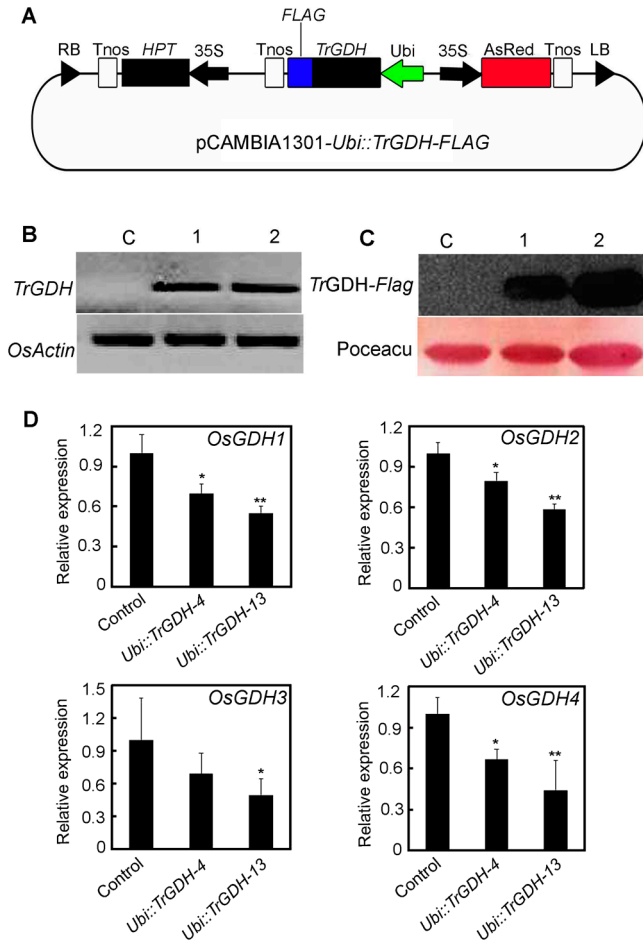 A
FLAG
RB Tnos HPT 35S Tnos TrGDH Ubi 35S AsRed Tnos LB
pCAMBIA1301-Ubi::TrGDH-FLAG
B
C 1 2
TrGDH
OsActin
C
C 1 2
TrGDH-Flag
Poceacu
D
OsGDH1
Relative expression
1.2
0.9
0.6
0.3
0
*
**
Control
Ubi::TrGDH-4
Ubi::TrGDH-13
OsGDH2
Relative expression
1.2
0.9
0.6
0.3
0
*
**
Control
Ubi::TrGDH-4
Ubi::TrGDH-13
OsGDH3
Relative expression
1.5
1.2
0.9
0.6
0.3
0
*
Control
Ubi::TrGDH-4
Ubi::TrGDH-13
OsGDH4
Relative expression
1.2
0.9
0.6
0.3
0
*
**
Control
Ubi::TrGDH-4
Ubi::TrGDH-13